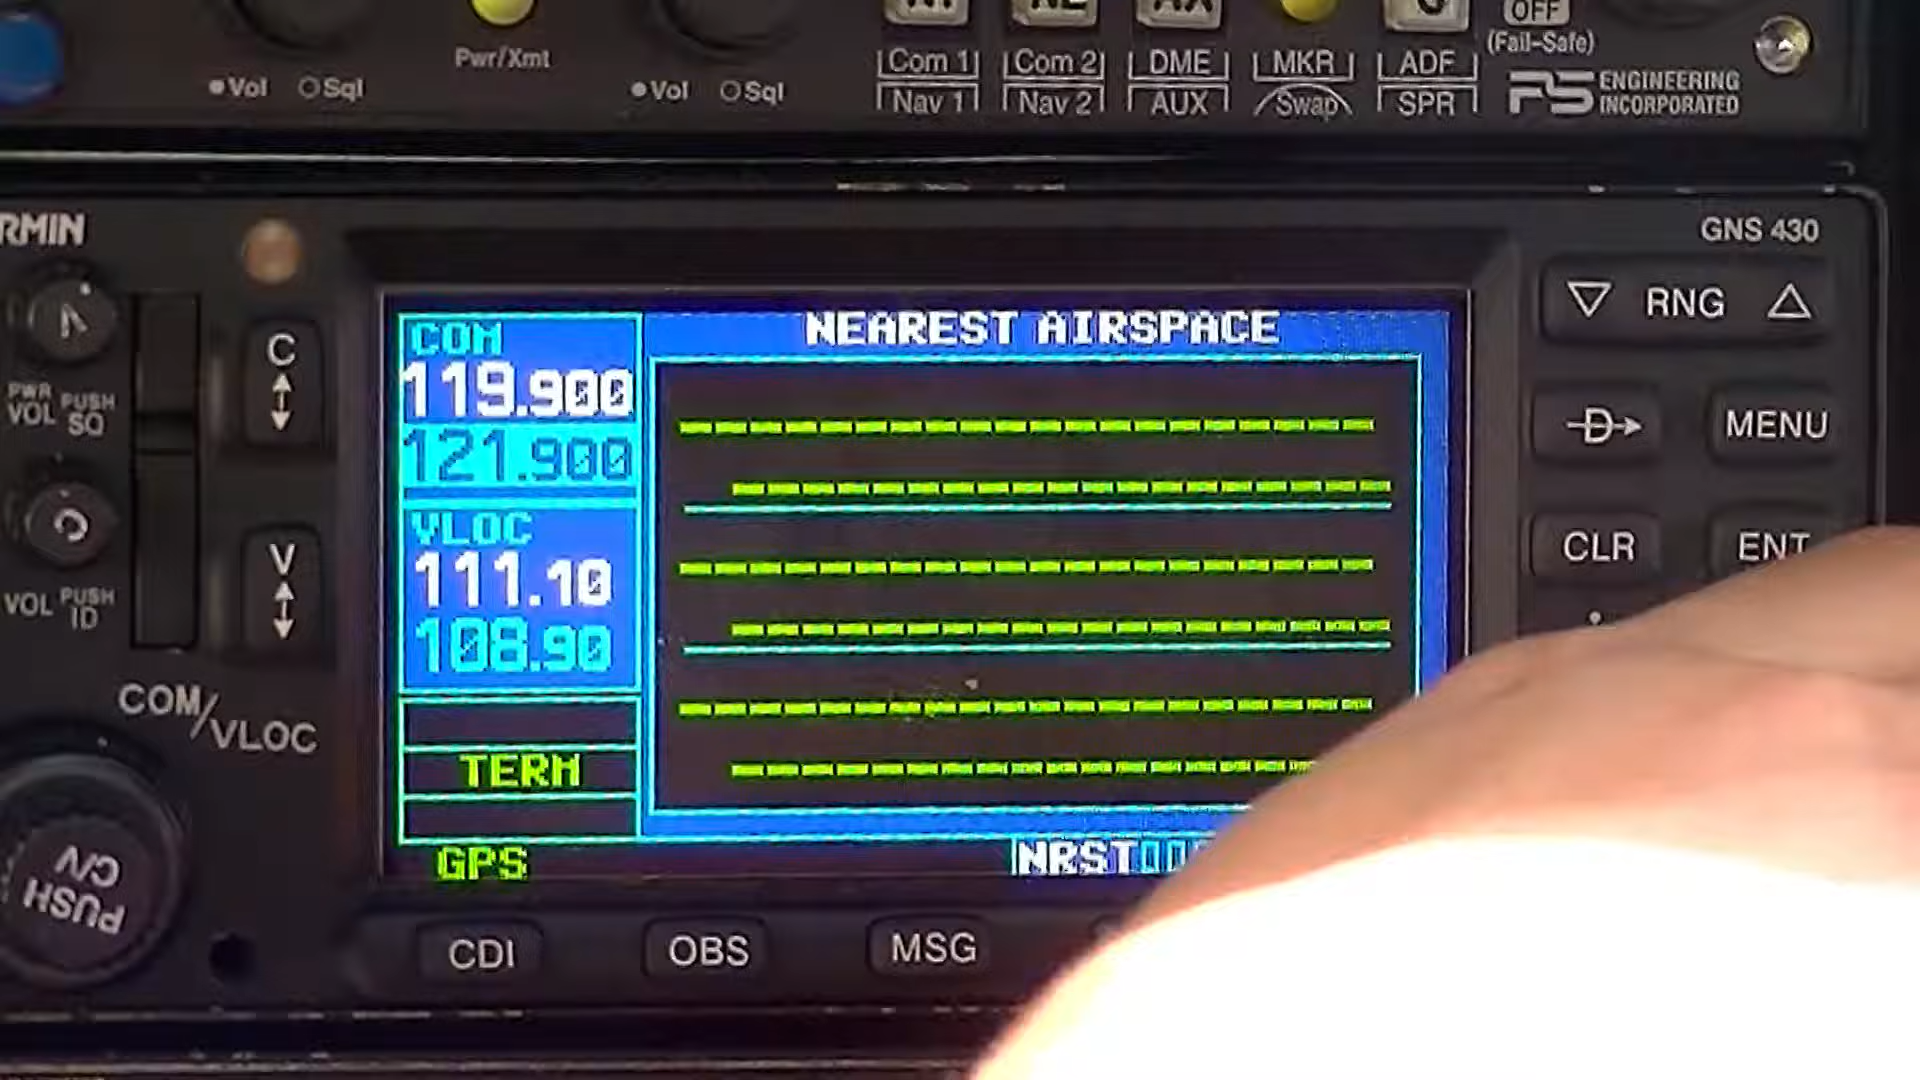 Pwr/Xmt
Vol Sql
Vol Sql
Com 1 Com 2 DME MKR ADF
Nav 1 Nav 2 AUX Swap SPR
OFF
(Fail-Safe)
PS ENGINEERING
INCORPORATED
RMIN
GNS 430
C
PWR
VOL PUSH
SQ
V
VOL PUSH
ID
COM/VLOC
PUSH
C/V
COM
119.900
121.900
VLOC
111.10
108.90
TERM
GPS
NEAREST AIRSPACE
NRST
RNG
D
MENU
CLR
ENT
CDI
OBS
MSG